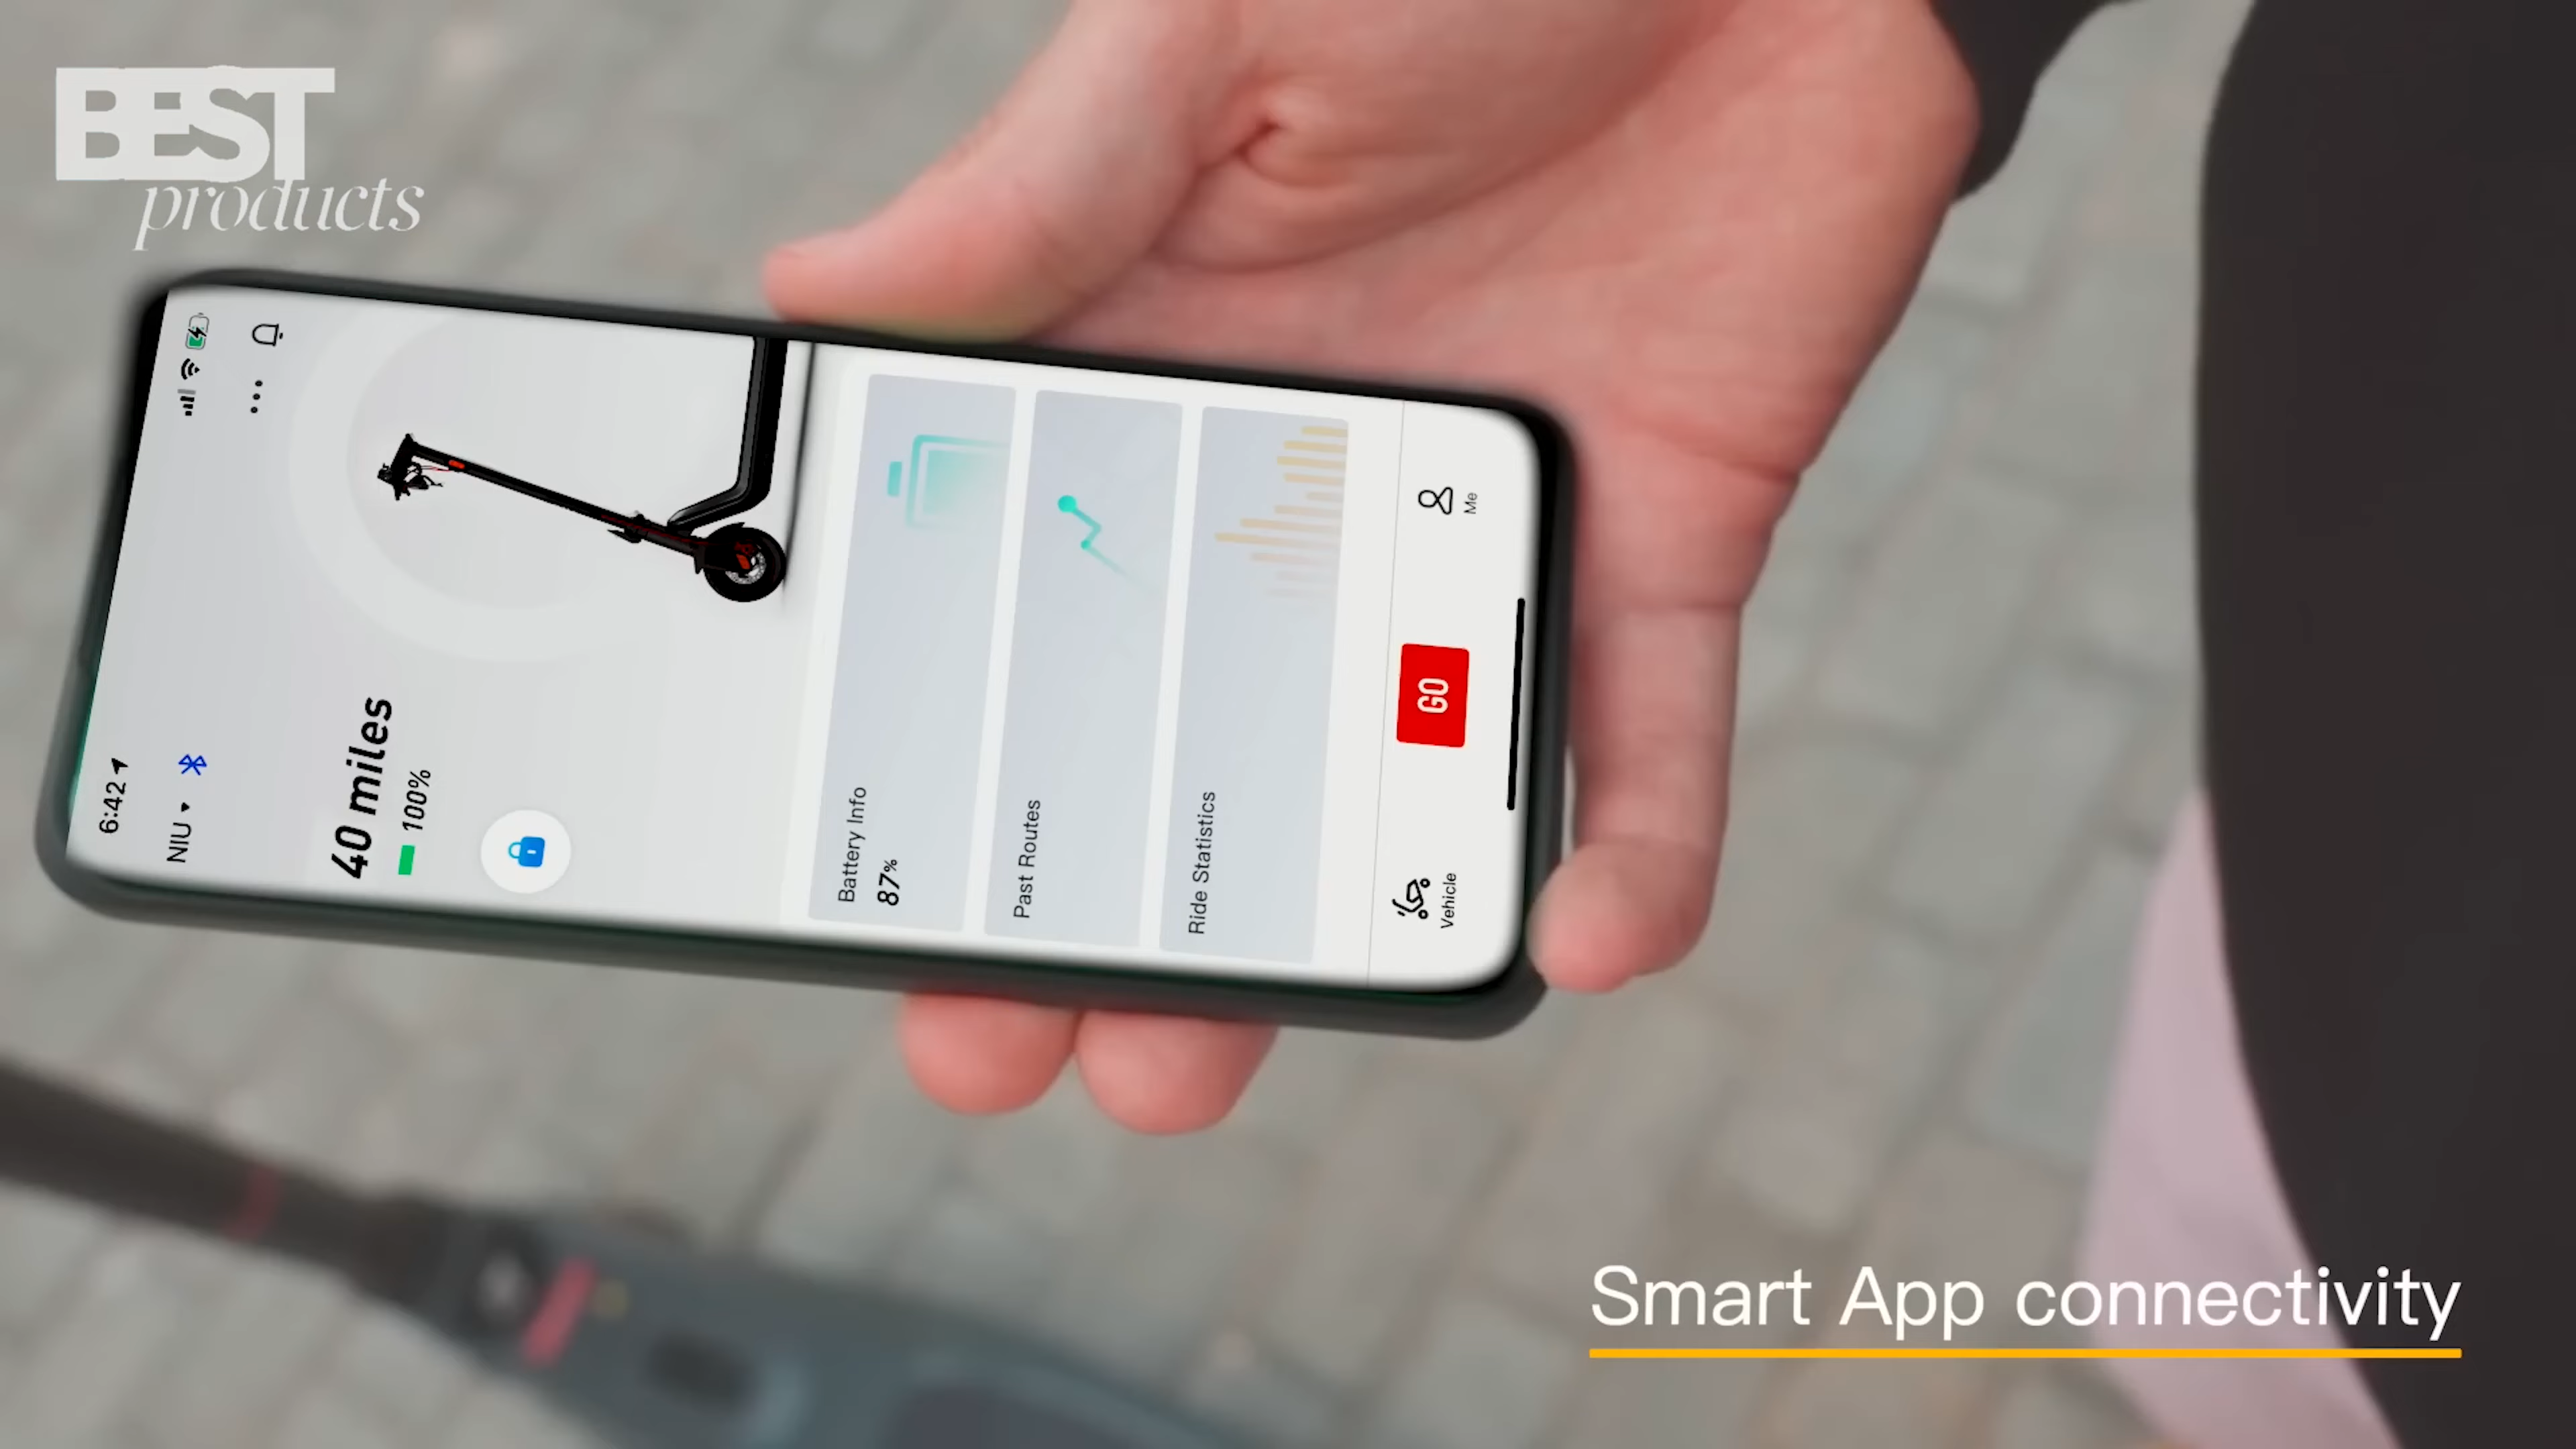 BEST
products
6:42
NIU
40 miles
100%
Battery Info
87%
Past Routes
Ride Statistics
Vehicle
GO
Me
Smart App connectivity